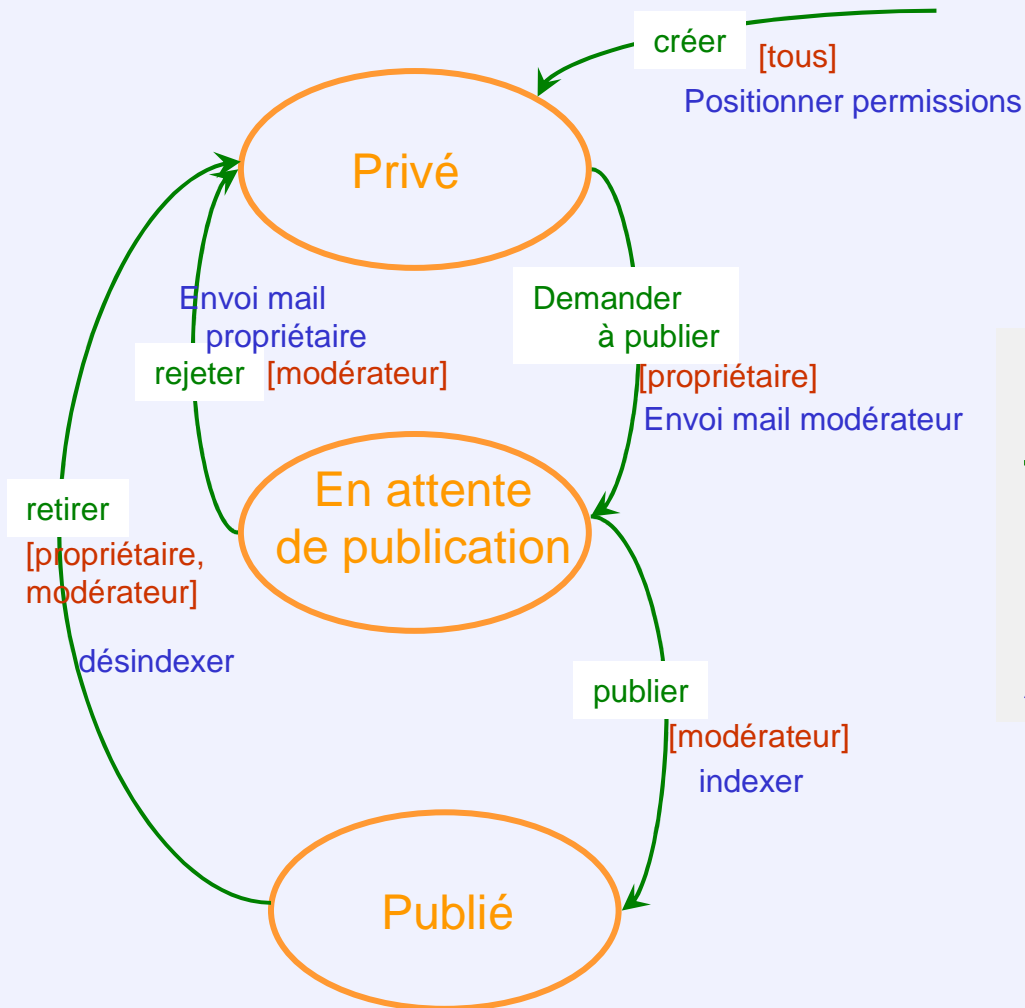 créer
[tous]
Positionner permissions
Privé
Envoi mail
propriétaire
rejeter [modérateur]
Demander
à publier
[propriétaire]
Envoi mail modérateur
En attente
de publication
retirer
[propriétaire,
modérateur]
désindexer
publier
[modérateur]
indexer
Publié